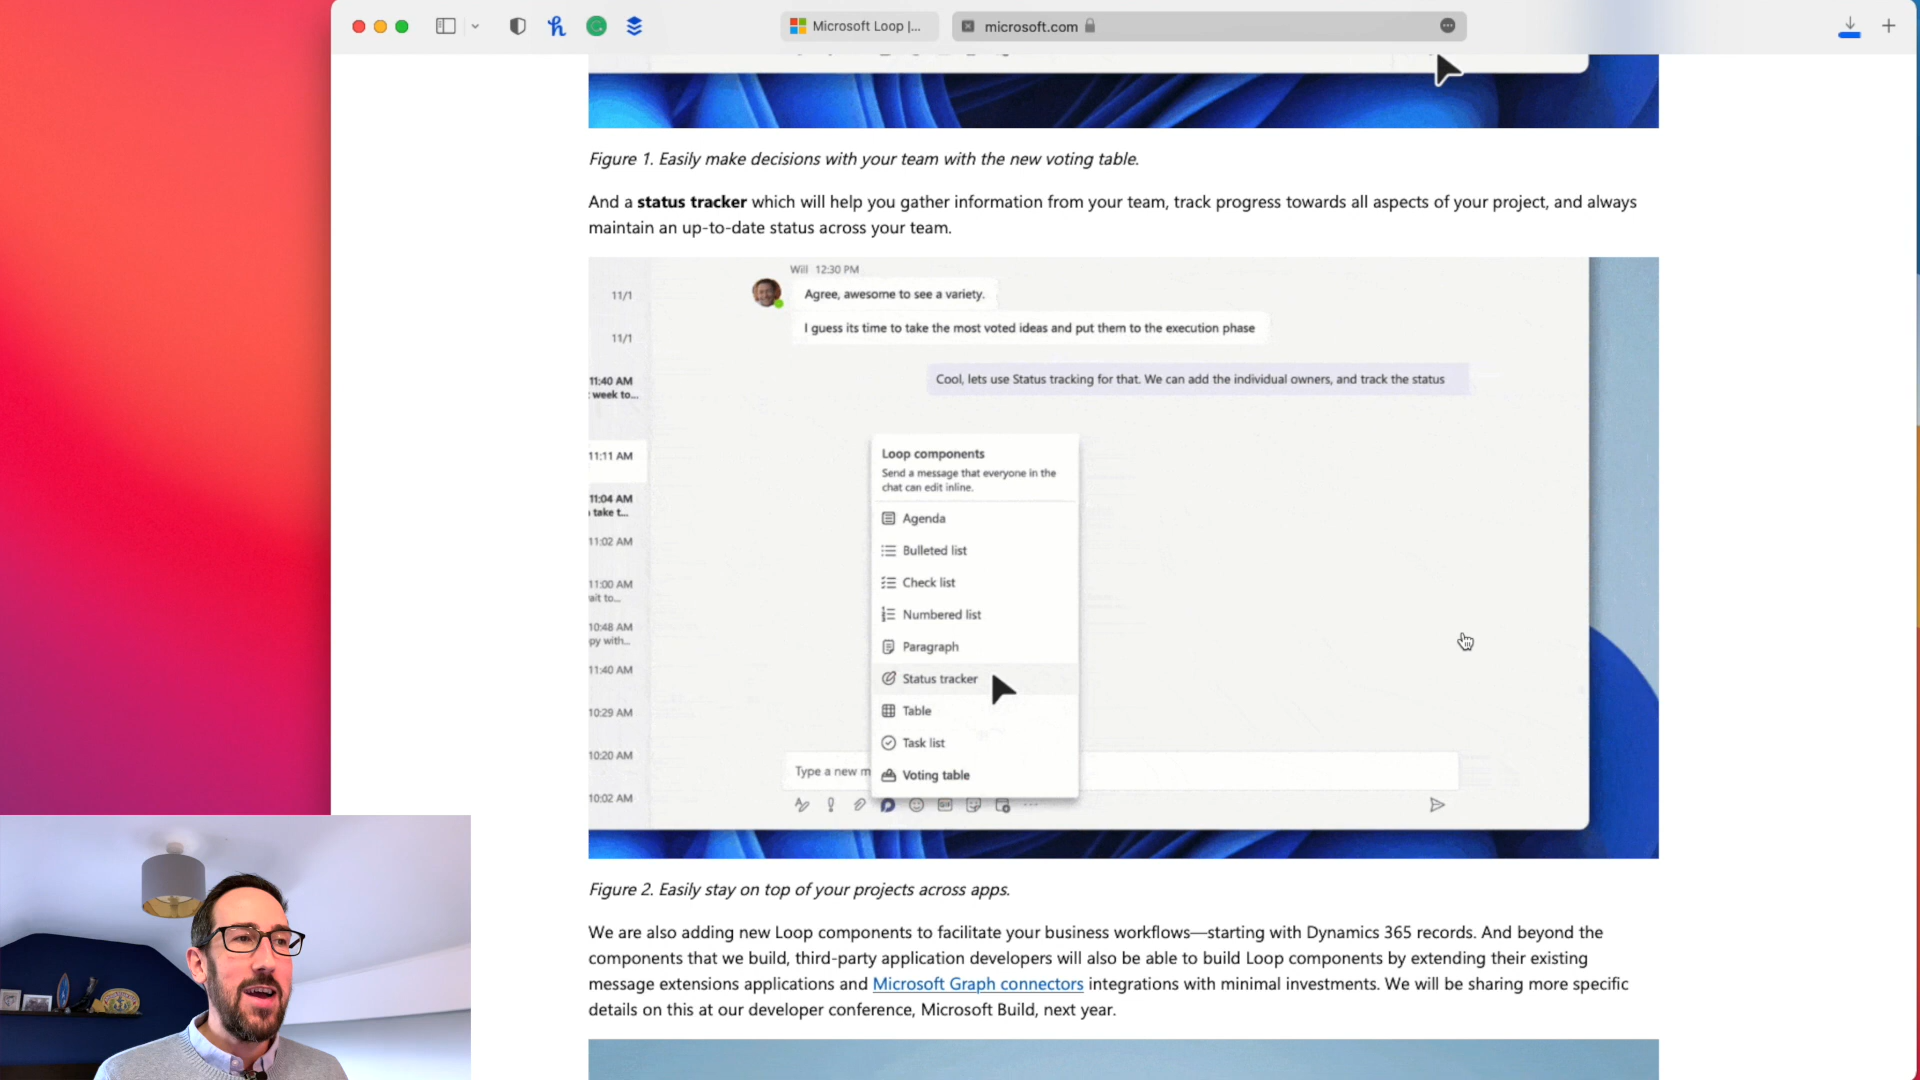 Microsoft Loop |...
microsoft.com
Figure 1. Easily make decisions with your team with the new voting table.
And a status tracker which will help you gather information from your team, track progress towards all aspects of your project, and always
maintain an up-to-date status across your team.
Will 12:30 PM
Agree, awesome to see a variety.
I guess its time to take the most voted ideas and put them to the execution phase
Cool, lets use Status tracking for that. We can add the individual owners, and track the status
11/1
11/1
11:40 AM
week to...
11:11 AM
11:04 AM
take t...
11:02 AM
11:00 AM
ait to...
10:48 AM
py with...
11:40 AM
10:29 AM
10:20 AM
10:02 AM
Loop components
Send a message that everyone in the
chat can edit inline.
Agenda
Bulleted list
Check list
Numbered list
Paragraph
Status tracker
Table
Task list
Voting table
Type a new m
GIF
Figure 2. Easily stay on top of your projects across apps.
We are also adding new Loop components to facilitate your business workflows—starting with Dynamics 365 records. And beyond the
components that we build, third-party application developers will also be able to build Loop components by extending their existing
message extensions applications and Microsoft Graph connectors integrations with minimal investments. We will be sharing more specific
details on this at our developer conference, Microsoft Build, next year.